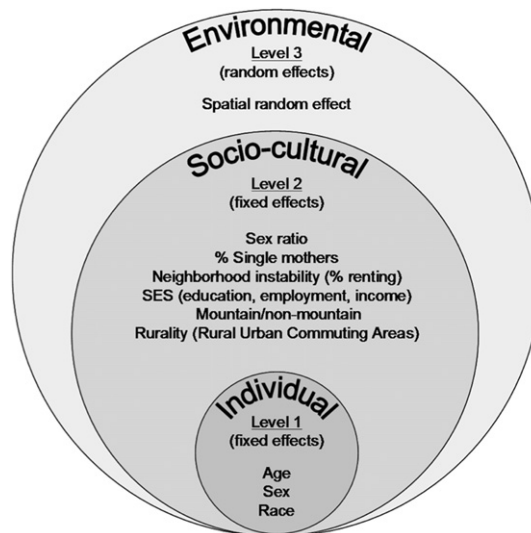 Environmental
Level 3
(random effects)
Spatial random effect
Socio-cultural
Level 2
(fixed effects)
Sex ratio
% Single mothers
Neighborhood instability (% renting)
SES (education, employment, income)
Mountain/non-mountain
Rurality (Rural Urban Commuting Areas)
Individual
Level 1
(fixed effects)
Age
Sex
Race